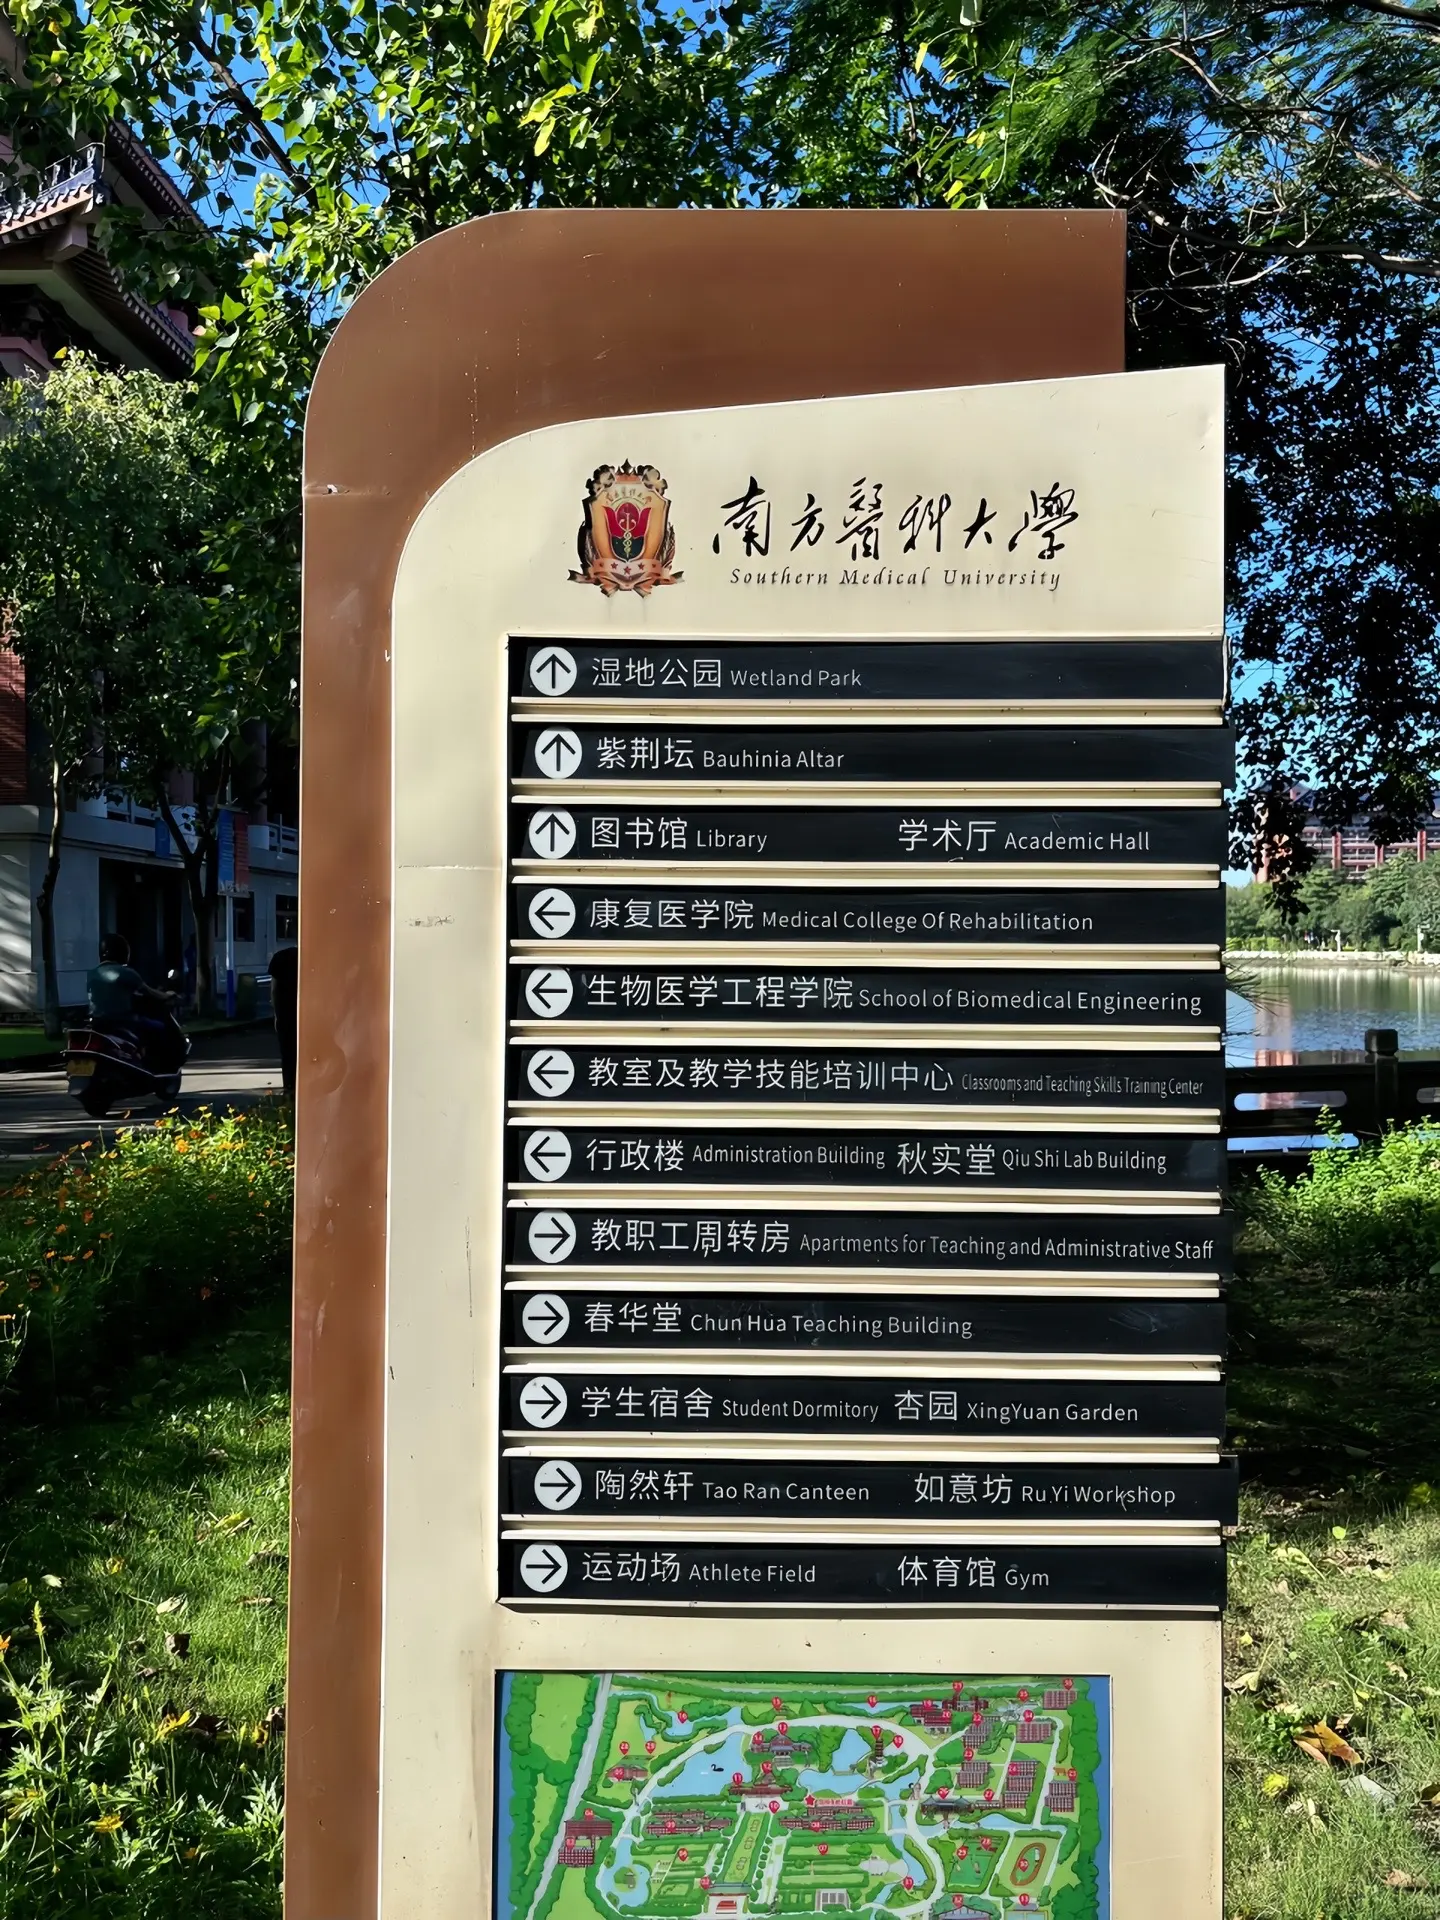 南方醫科大學
Southern Medical University
湿地公园 Wetland Park
紫荆坛 Bauhinia Altar
图书馆 Library 学术厅 Academic Hall
康复医学院 Medical College Of Rehabilitation
生物医学工程学院 School of Biomedical Engineering
教室及教学技能培训中心 Classrooms and Teaching Skills Training Center
行政楼 Administration Building 秋实堂 Qiu Shi Lab Building
教职工周转房 Apartments for Teaching and Administrative Staff
春华堂 Chun Hua Teaching Building
学生宿舍 Student Dormitory 杏园 XingYuan Garden
陶然轩 Tao Ran Canteen 如意坊 Ru Yi Workshop
运动场 Athlete Field 体育馆 Gym